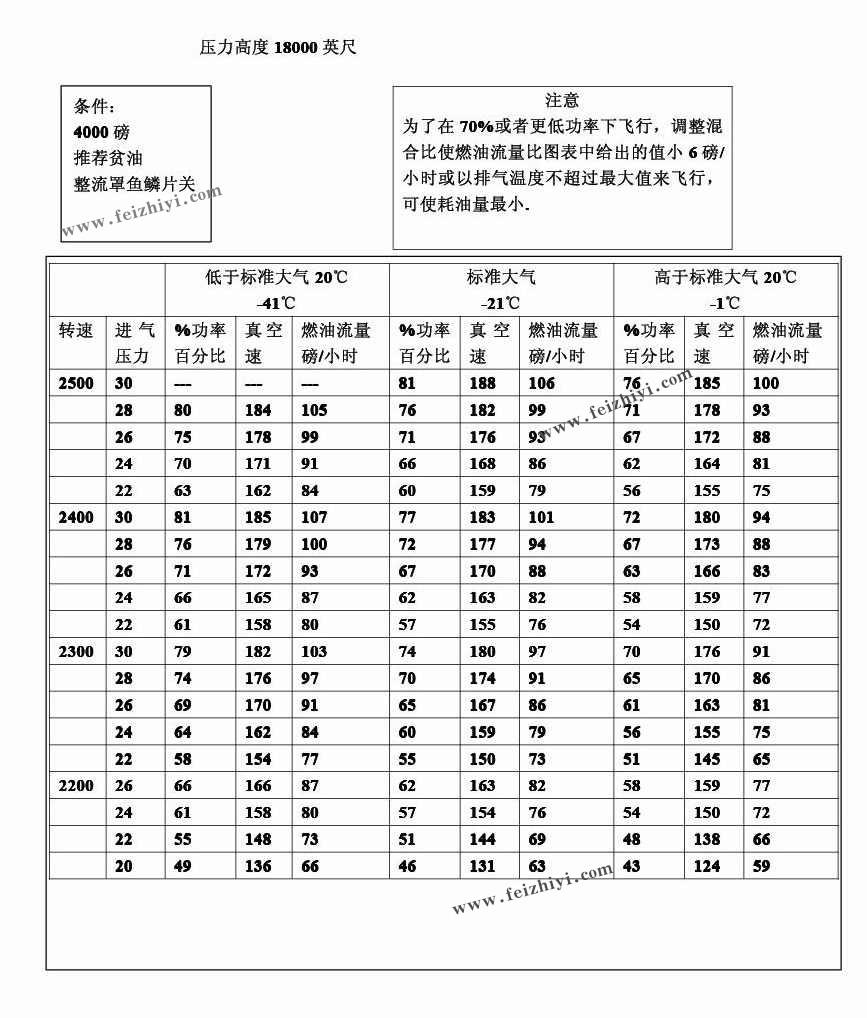 压力高度 18000 英尺
条件：
4000 磅
推荐贫油
整流罩鱼鳞片关
www.feizhiyi.com
注意
为了在 70%或者更低功率下飞行，调整混
合比使燃油流量比图表中给出的值小 6 磅/
小时或以排气温度不超过最大值来飞行，
可使耗油量最小．
低于标准大气 20℃ 标准大气 高于标准大气 20℃
-41℃ -21℃ -1℃
转速 进 气 %功率 真 空 燃油流量 %功率 真 空 燃油流量 %功率 真 空 燃油流量
压力 百分比 速 磅/小时 百分比 速 磅/小时 百分比 速 磅/小时
2500 30 --- --- --- 81 188 106 76 185 100
28 80 184 105 76 182 99 71 178 93
26 75 178 99 71 176 93 67 172 88
www.feizhiyi.com
24 70 171 91 66 168 86 62 164 81
22 63 162 84 60 159 79 56 155 75
2400 30 81 185 107 77 183 101 72 180 94
28 76 179 100 72 177 94 67 173 88
26 71 172 93 67 170 88 63 166 83
24 66 165 87 62 163 82 58 159 77
22 61 158 80 57 155 76 54 150 72
2300 30 79 182 103 74 180 97 70 176 91
28 74 176 97 70 174 91 65 170 86
26 69 170 91 65 167 86 61 163 81
24 64 162 84 60 159 79 56 155 75
22 58 154 77 55 150 73 51 145 65
2200 26 66 166 87 62 163 82 58 159 77
24 61 158 80 57 154 76 54 150 72
22 55 148 73 51 144 69 48 138 66
20 49 136 66 46 131 63 43 124 59
www.feizhiyi.com